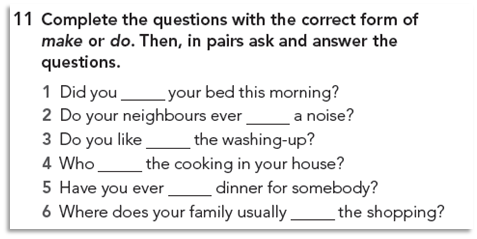 11 Complete the questions with the correct form of
make or do. Then, in pairs ask and answer the
questions.
1 Did you _____ your bed this morning?
2 Do your neighbours ever _____ a noise?
3 Do you like _____ the washing-up?
4 Who _____ the cooking in your house?
5 Have you ever _____ dinner for somebody?
6 Where does your family usually _____ the shopping?